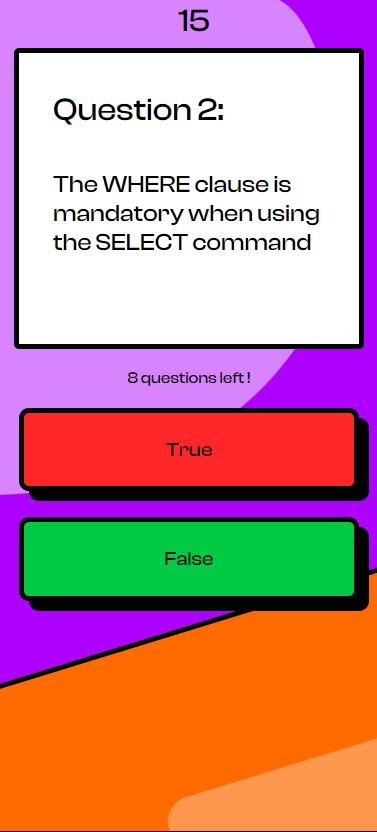 15
Question 2:
The WHERE clause is
mandatory when using
the SELECT command
8 questions left !
True
False